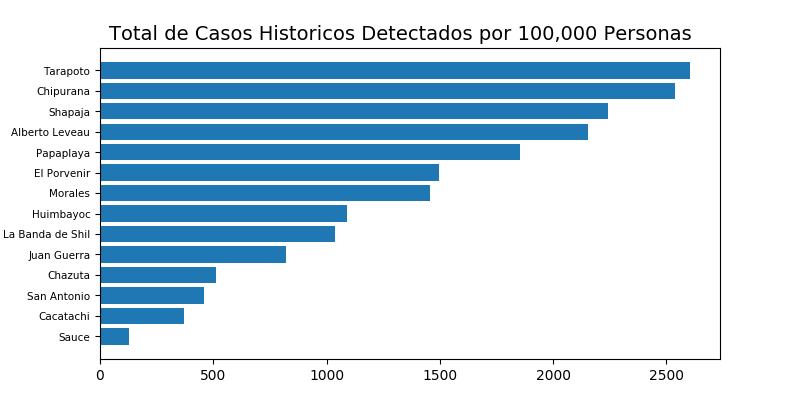 Total de Casos Historicos Detectados por 100,000 Personas
Tarapoto
Chipurana
Shapaja
Alberto Leveau
Papaplaya
El Porvenir
Morales
Huimbayoc
La Banda de Shil
Juan Guerra
Chazuta
San Antonio
Cacatachi
Sauce
0 500 1000 1500 2000 2500